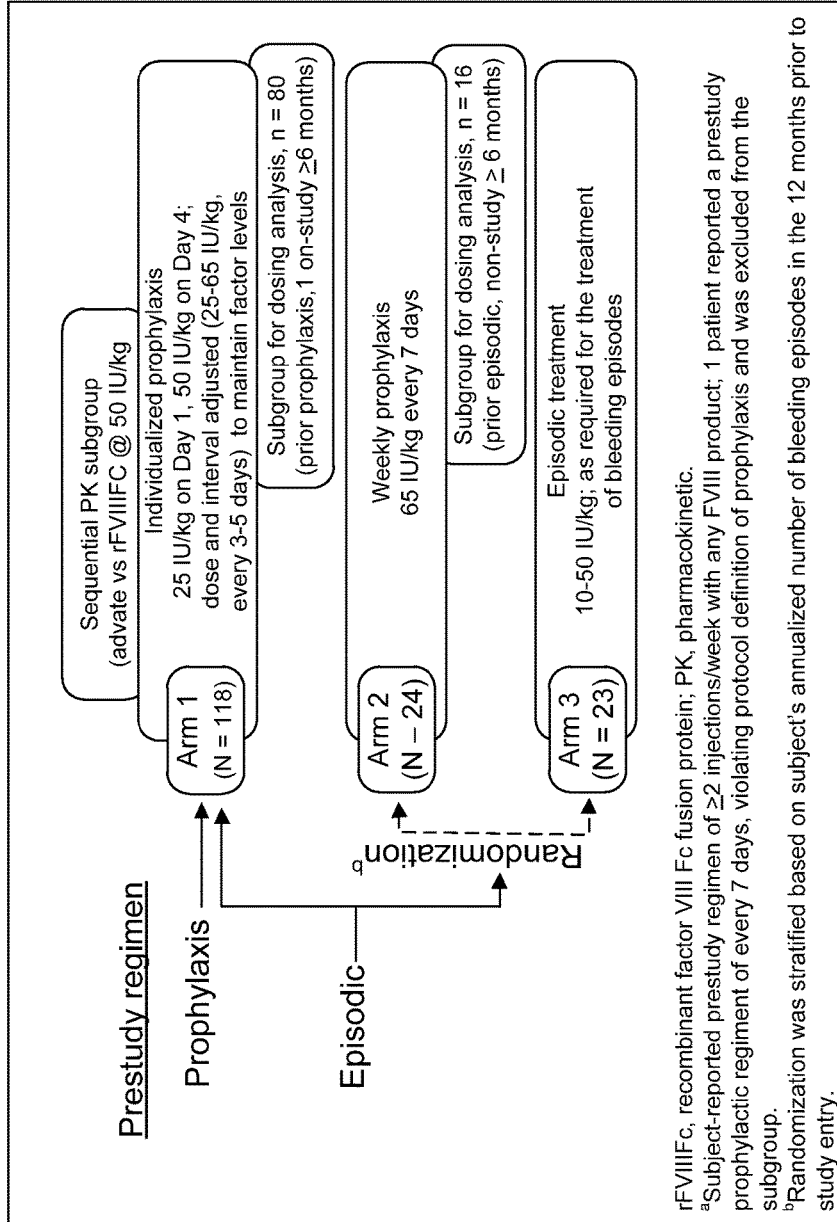 Prestudy regimen
Prophylaxis
Episodic
Randomization b
Sequential PK subgroup
(advate vs rFVIIIFC @ 50 IU/kg
Arm 1
(N = 118)
Individualized prophylaxis
25 IU/kg on Day 1, 50 IU/kg on Day 4;
dose and interval adjusted (25-65 IU/kg,
every 3-5 days) to maintain factor levels
Subgroup for dosing analysis, n = 80
(prior prophylaxis,1 on-study ≥6 months)
Arm 2
(N – 24)
Weekly prophylaxis
65 IU/kg every 7 days
Subgroup for dosing analysis, n = 16
(prior episodic, non-study ≥ 6 months)
Arm 3
(N = 23)
Episodic treatment
10-50 IU/kg; as required for the treatment
of bleeding episodes
rFVIIIFc, recombinant factor VIII Fc fusion protein; PK, pharmacokinetic.
aSubject-reported prestudy regimen of ≥2 injections/week with any FVIII product; 1 patient reported a prestudy
prophylactic regiment of every 7 days, violating protocol definition of prophylaxis and was excluded from the
subgroup.
bRandomization was stratified based on subject's annualized number of bleeding episodes in the 12 months prior to
study entry.